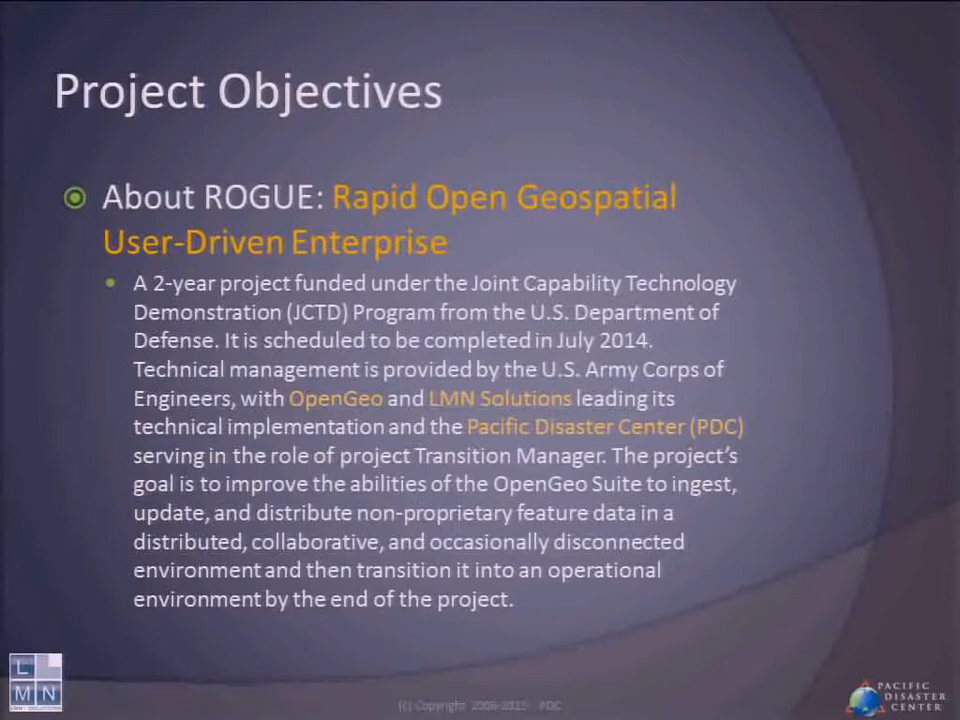 Project Objectives
About ROGUE: Rapid Open Geospatial
User-Driven Enterprise
A 2-year project funded under the Joint Capability Technology
Demonstration (JCTD) Program from the U.S. Department of
Defense. It is scheduled to be completed in July 2014.
Technical management is provided by the U.S. Army Corps of
Engineers, with OpenGeo and LMN Solutions leading its
technical implementation and the Pacific Disaster Center (PDC)
serving in the role of project Transition Manager. The project's
goal is to improve the abilities of the OpenGeo Suite to ingest,
update, and distribute non-proprietary feature data in a
distributed, collaborative, and occasionally disconnected
environment and then transition it into an operational
environment by the end of the project.
L
MN
LMN SOLUTIONS
(c) Copyright PDC
PACIFIC
DISASTER
CENTER